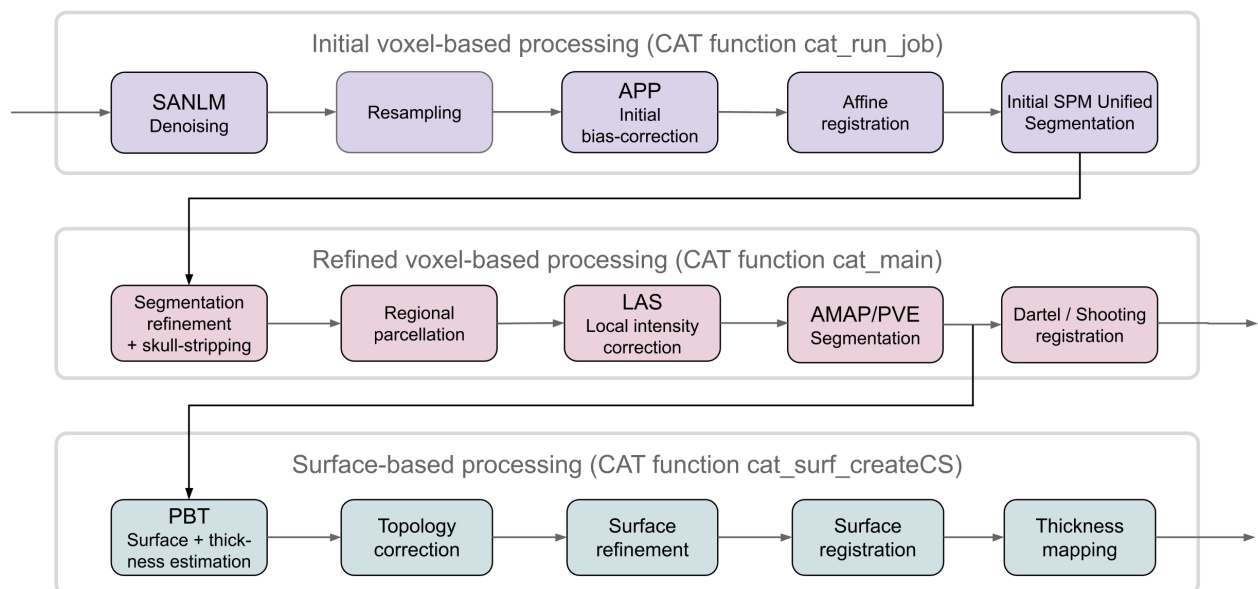 Initial voxel-based processing (CAT function cat_run_job)
SANLM
Denoising
Resampling
APP
Initial
bias-correction
Affine
registration
Initial SPM Unified
Segmentation
Refined voxel-based processing (CAT function cat_main)
Segmentation
refinement
+ skull-stripping
Regional
parcellation
LAS
Local intensity
correction
AMAP/PVE
Segmentation
Dartel / Shooting
registration
Surface-based processing (CAT function cat_surf_createCS)
PBT
Surface + thick-
ness estimation
Topology
correction
Surface
refinement
Surface
registration
Thickness
mapping